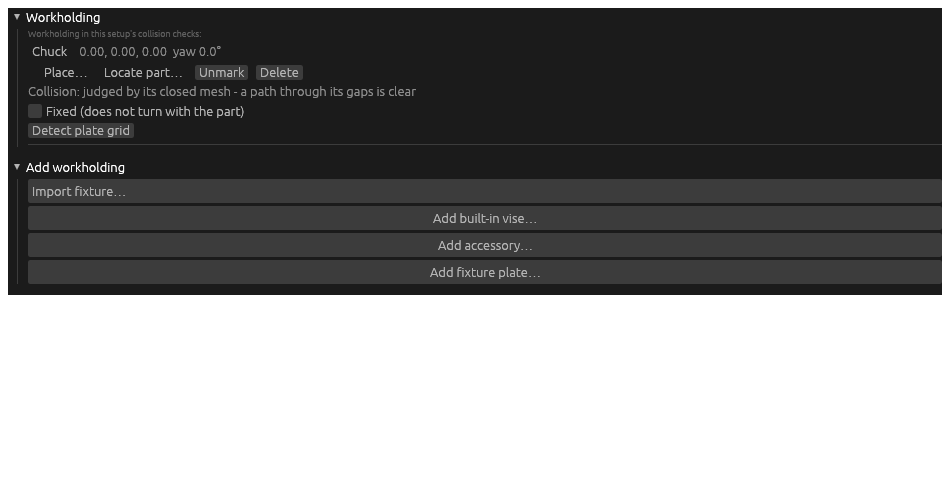 Workholding
Workholding in this setup's collision checks:
Chuck 0.00, 0.00, 0.00 yaw 0.0°
Place… Locate part… Unmark Delete
Collision: judged by its closed mesh - a path through its gaps is clear
Fixed (does not turn with the part)
Detect plate grid
Add workholding
Import fixture…
Add built-in vise…
Add accessory…
Add fixture plate…